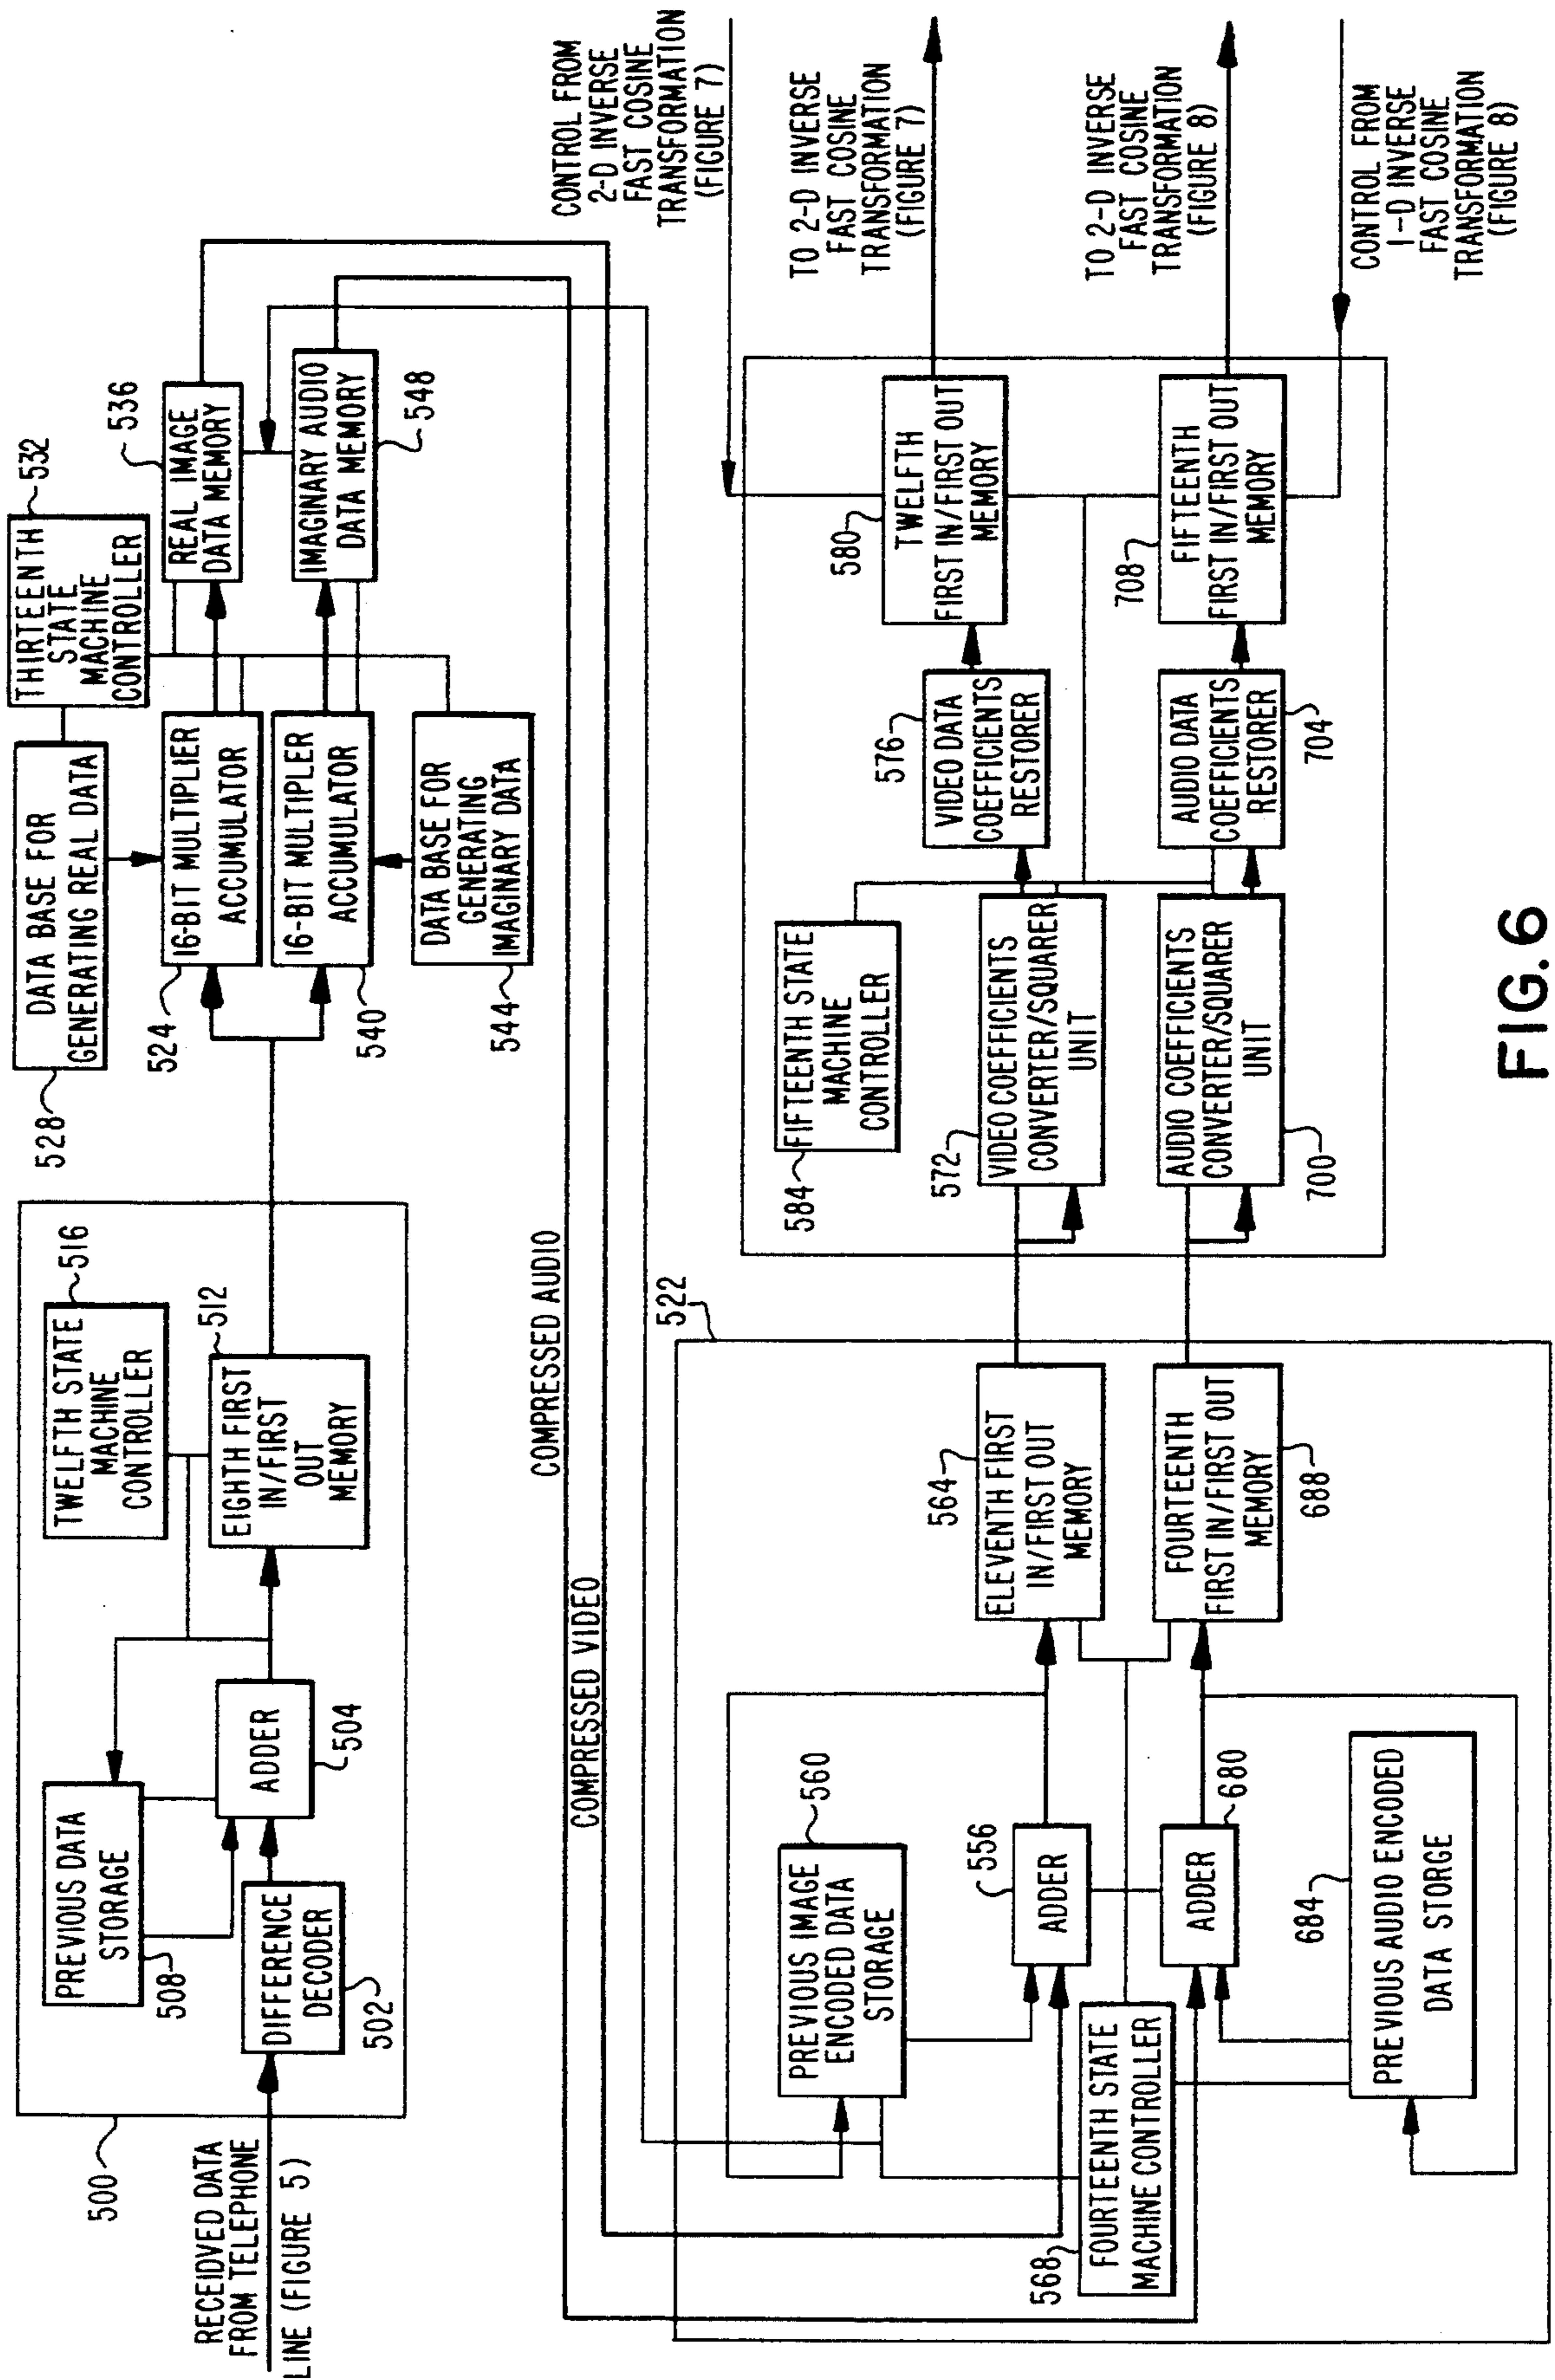 RECEIDVED DATA
FROM TELEPHONE
LINE (FIGURE 5)
500
PREVIOUS DATA
STORAGE
508
DIFFERENCE
DECODER
502
ADDER
504
TWELFTH STATE
MACHINE
CONTROLLER
516
512
EIGHTH FIRST
IN/FIRST
OUT
MEMORY
528
DATA BASE FOR
GENERATING REAL DATA
THIRTEENTH
STATE
MACHINE
CONTROLLER
532
524
16-BIT MULTIPLIER
ACCUMULATOR
16-BIT MULTIPLER
ACCUMULATOR
540
DATA BASE FOR
GENERATING
IMAGINARY DATA
544
536
REAL IMAGE
DATA MEMORY
IMAGINARY AUDIO
DATA MEMORY
548
COMPRESSED AUDIO
COMPRESSED VIDEO
522
PREVIOUS IMAGE
ENCODED DATA
STORAGE
560
556
ADDER
ADDER
680
568
FOURTEENTH STATE
MACHINE CONTROLLER
684
PREVIOUS AUDIO ENCODED
DATA STORGE
564
ELEVENTH FIRST
IN/FIRST OUT
MEMORY
FOURTEENTH
FIRST IN/FIRST OUT
MEMORY
688
584
FIFTEENTH STATE
MACHINE
CONTROLLER
572
VIDEO COEFFICIENTS
CONVERTER/SQUARER
UNIT
AUDIO COEFFICIENTS
CONVERTER/SQUARER
UNIT
700
576
VIDEO DATA
COEFFICIENTS
RESTORER
AUDIO DATA
COEFFICIENTS
RESTORER
704
580
TWELFTH
FIRST IN/FIRST OUT
MEMORY
708
FIFTEENTH
FIRST IN/FIRST OUT
MEMORY
CONTROL FROM
2-D INVERSE
FAST COSINE
TRANSFORMATION
(FIGURE 7)
TO 2-D INVERSE
FAST COSINE
TRANSFORMATION
(FIGURE 7)
TO 2-D INVERSE
FAST COSINE
TRANSFORMATION
(FIGURE 8)
CONTROL FROM
1-D INVERSE
FAST COSINE
TRANSFORMATION
(FIGURE 8)
FIG. 6